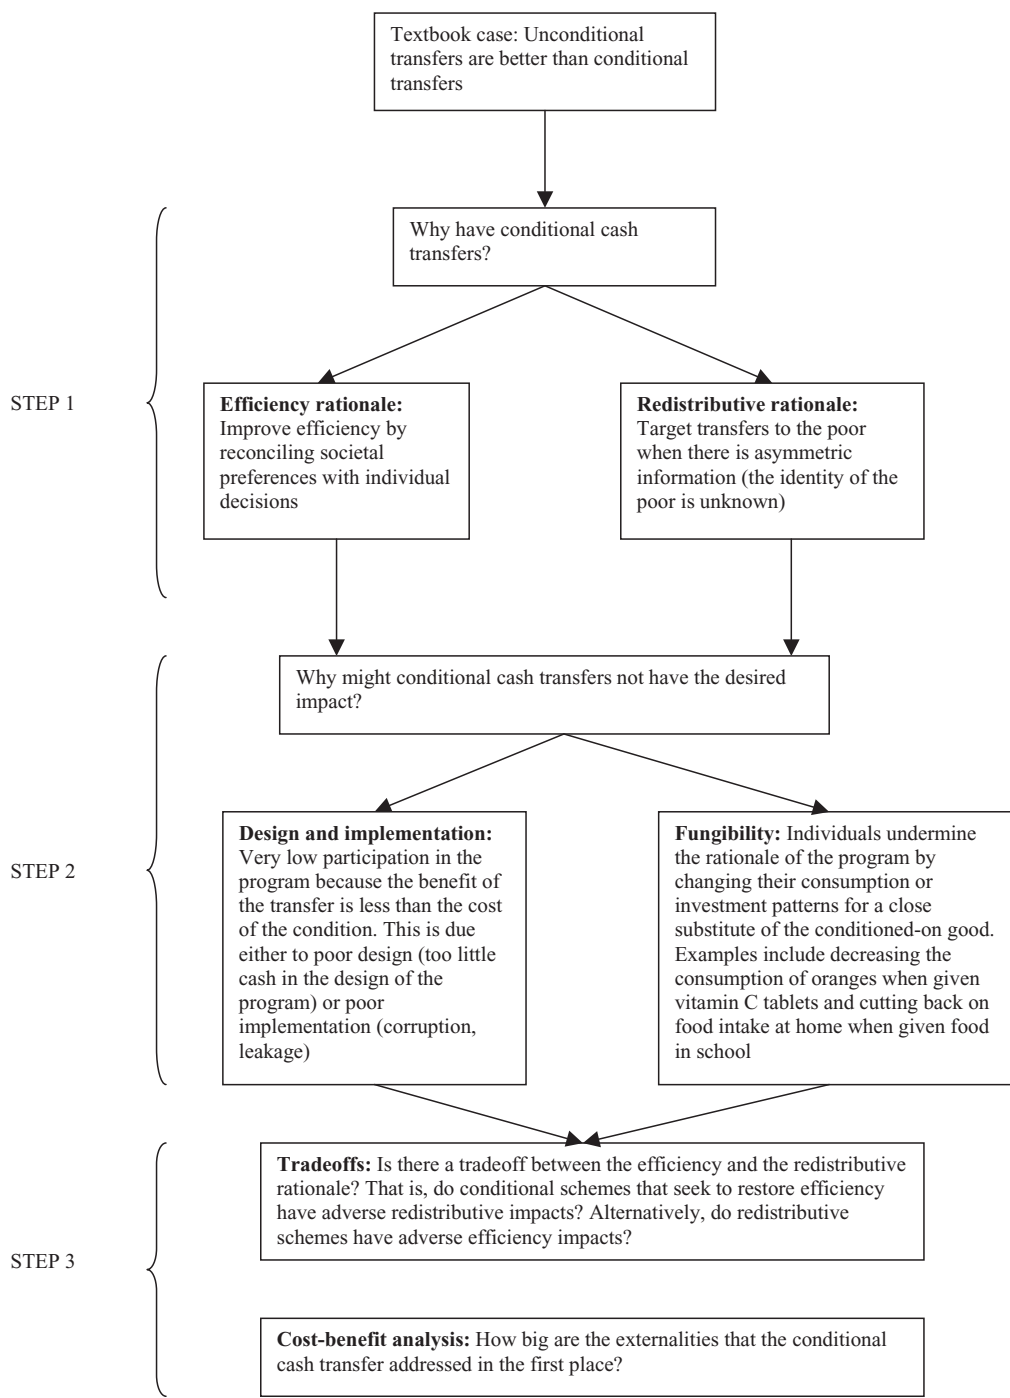 Textbook case: Unconditional
transfers are better than conditional
transfers
Why have conditional cash
transfers?
STEP 1
Efficiency rationale:
Improve efficiency by
reconciling societal
preferences with individual
decisions
Redistributive rationale:
Target transfers to the poor
when there is asymmetric
information (the identity of the
poor is unknown)
Why might conditional cash transfers not have the desired
impact?
STEP 2
Design and implementation:
Very low participation in the
program because the benefit of
the transfer is less than the cost
of the condition. This is due
either to poor design (too little
cash in the design of the
program) or poor
implementation (corruption,
leakage)
Fungibility: Individuals undermine
the rationale of the program by
changing their consumption or
investment patterns for a close
substitute of the conditioned-on good.
Examples include decreasing the
consumption of oranges when given
vitamin C tablets and cutting back on
food intake at home when given food
in school
STEP 3
Tradeoffs: Is there a tradeoff between the efficiency and the redistributive
rationale? That is, do conditional schemes that seek to restore efficiency
have adverse redistributive impacts? Alternatively, do redistributive
schemes have adverse efficiency impacts?
Cost-benefit analysis: How big are the externalities that the conditional
cash transfer addressed in the first place?